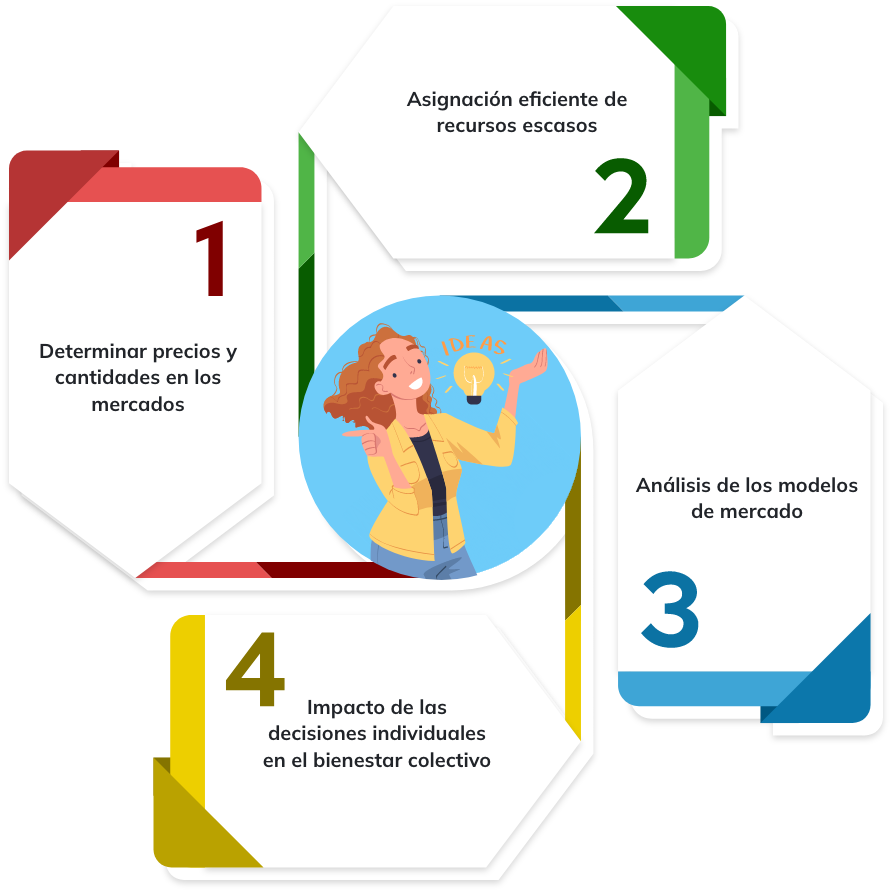 1
Determinar precios y
cantidades en los
mercados
Asignación eficiente de
recursos escasos
2
IDEAS
Análisis de los modelos
de mercado
3
4
Impacto de las
decisiones individuales
en el bienestar colectivo